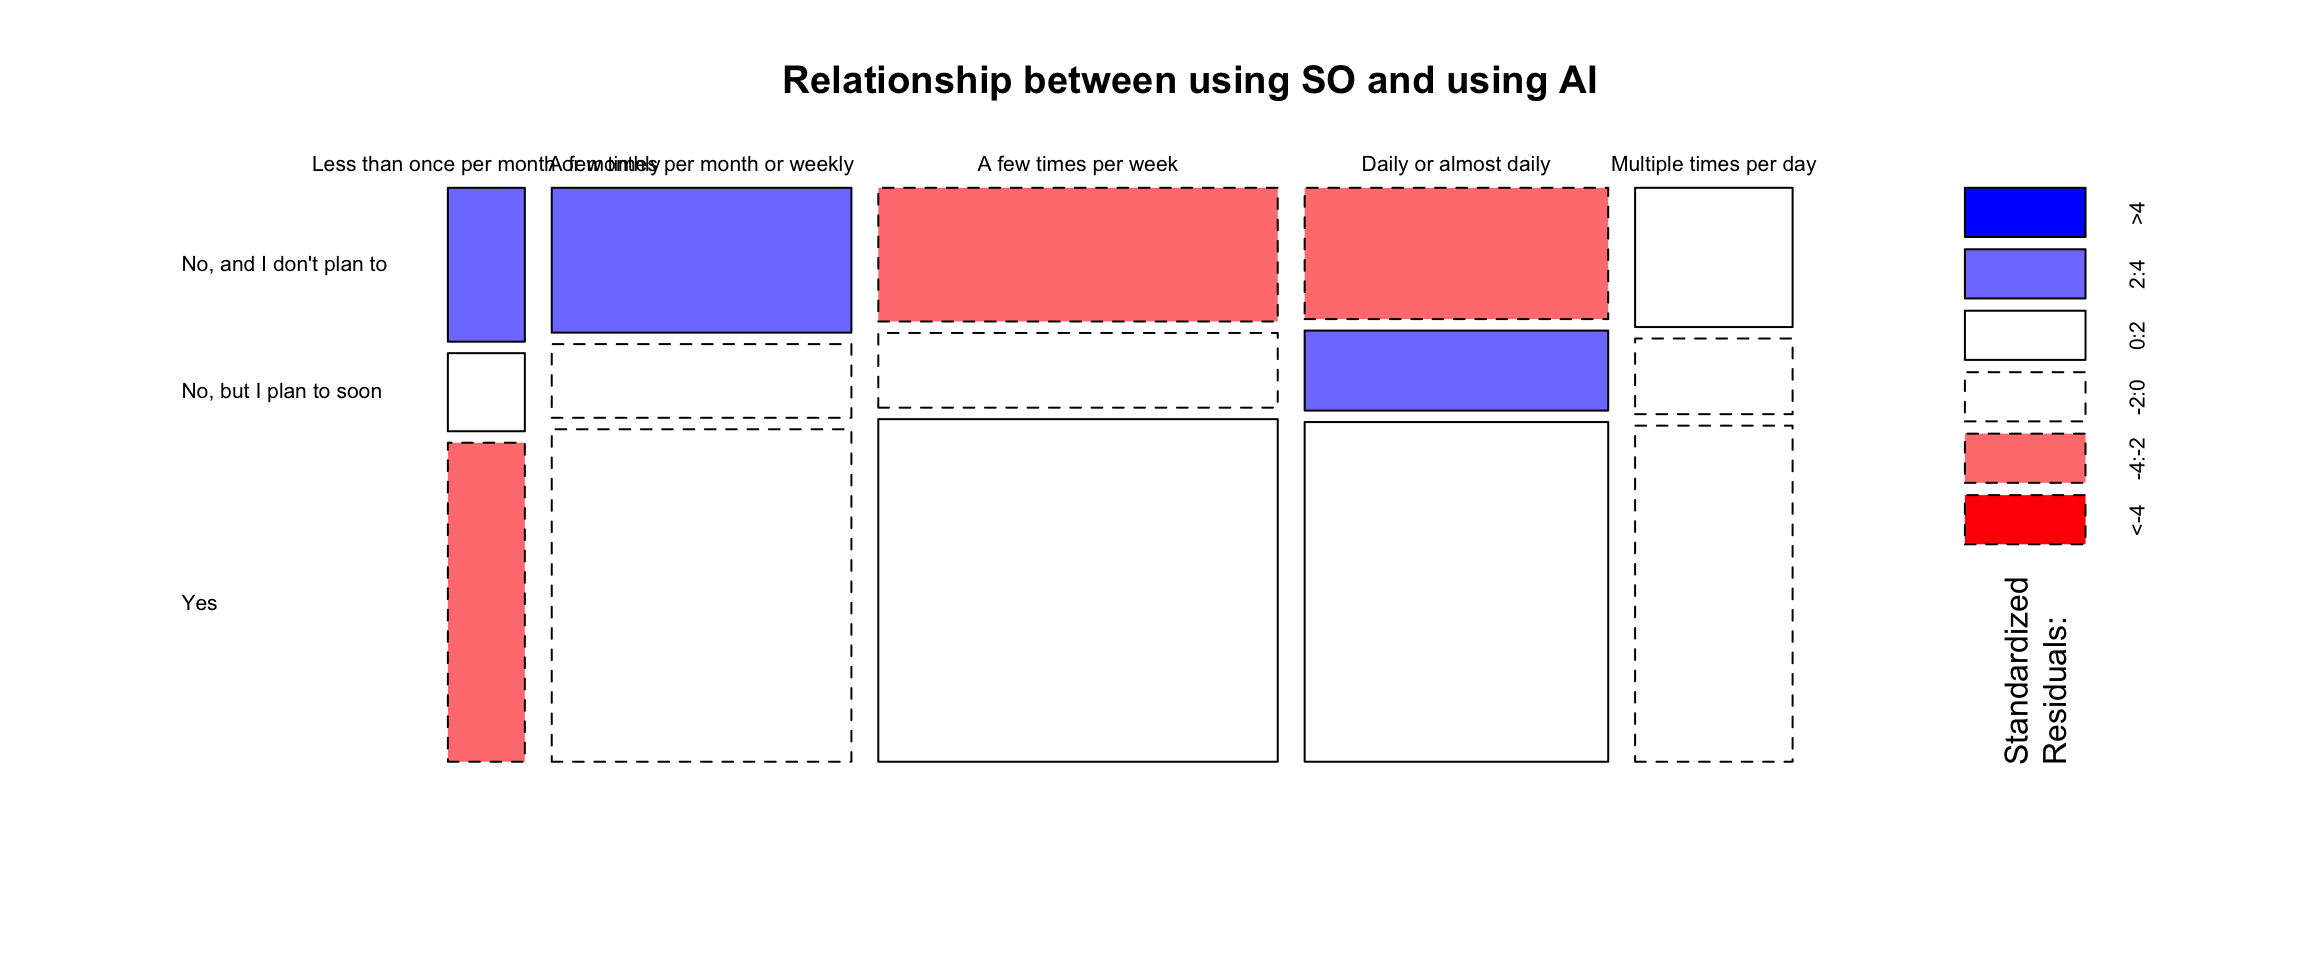 Relationship between using SO and using AI
Less than once per month or monthly
A few times per month or weekly
A few times per week
Daily or almost daily
Multiple times per day
No, and I don't plan to
No, but I plan to soon
Yes
>4
2:4
0:2
-2:0
-4:-2
<-4
Standardized
Residuals: